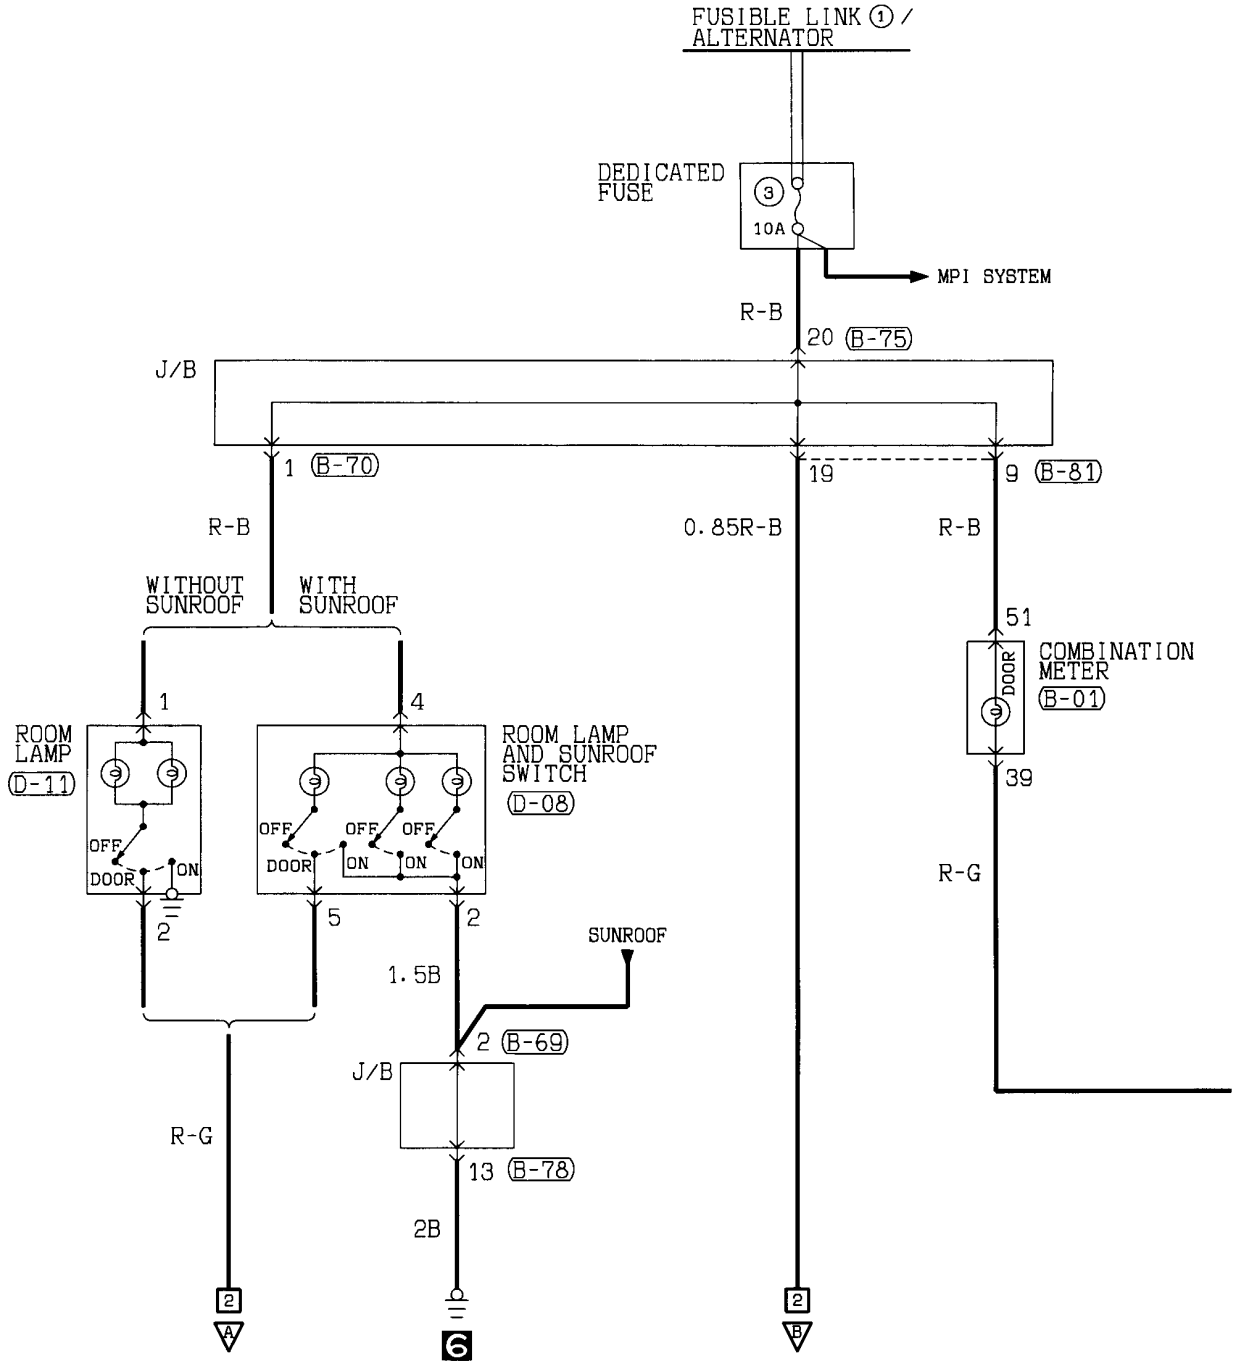 FUSIBLE LINK ① /
ALTERNATOR
DEDICATED
FUSE
③
10A
MPI SYSTEM
R-B
20 B-75
J/B
1 B-70
19
9 B-81
R-B
0.85R-B
R-B
WITHOUT
SUNROOF
WITH
SUNROOF
51
COMBINATION
METER
B-01
DOOR
39
1
4
ROOM
LAMP
D-11
ROOM LAMP
AND SUNROOF
SWITCH
D-08
OFF
DOOR
ON
OFF
DOOR
ON
OFF
ON
OFF
ON
R-G
2
5
2
SUNROOF
1.5B
2 B-69
J/B
R-G
13 B-78
2B
2
A
6
2
B